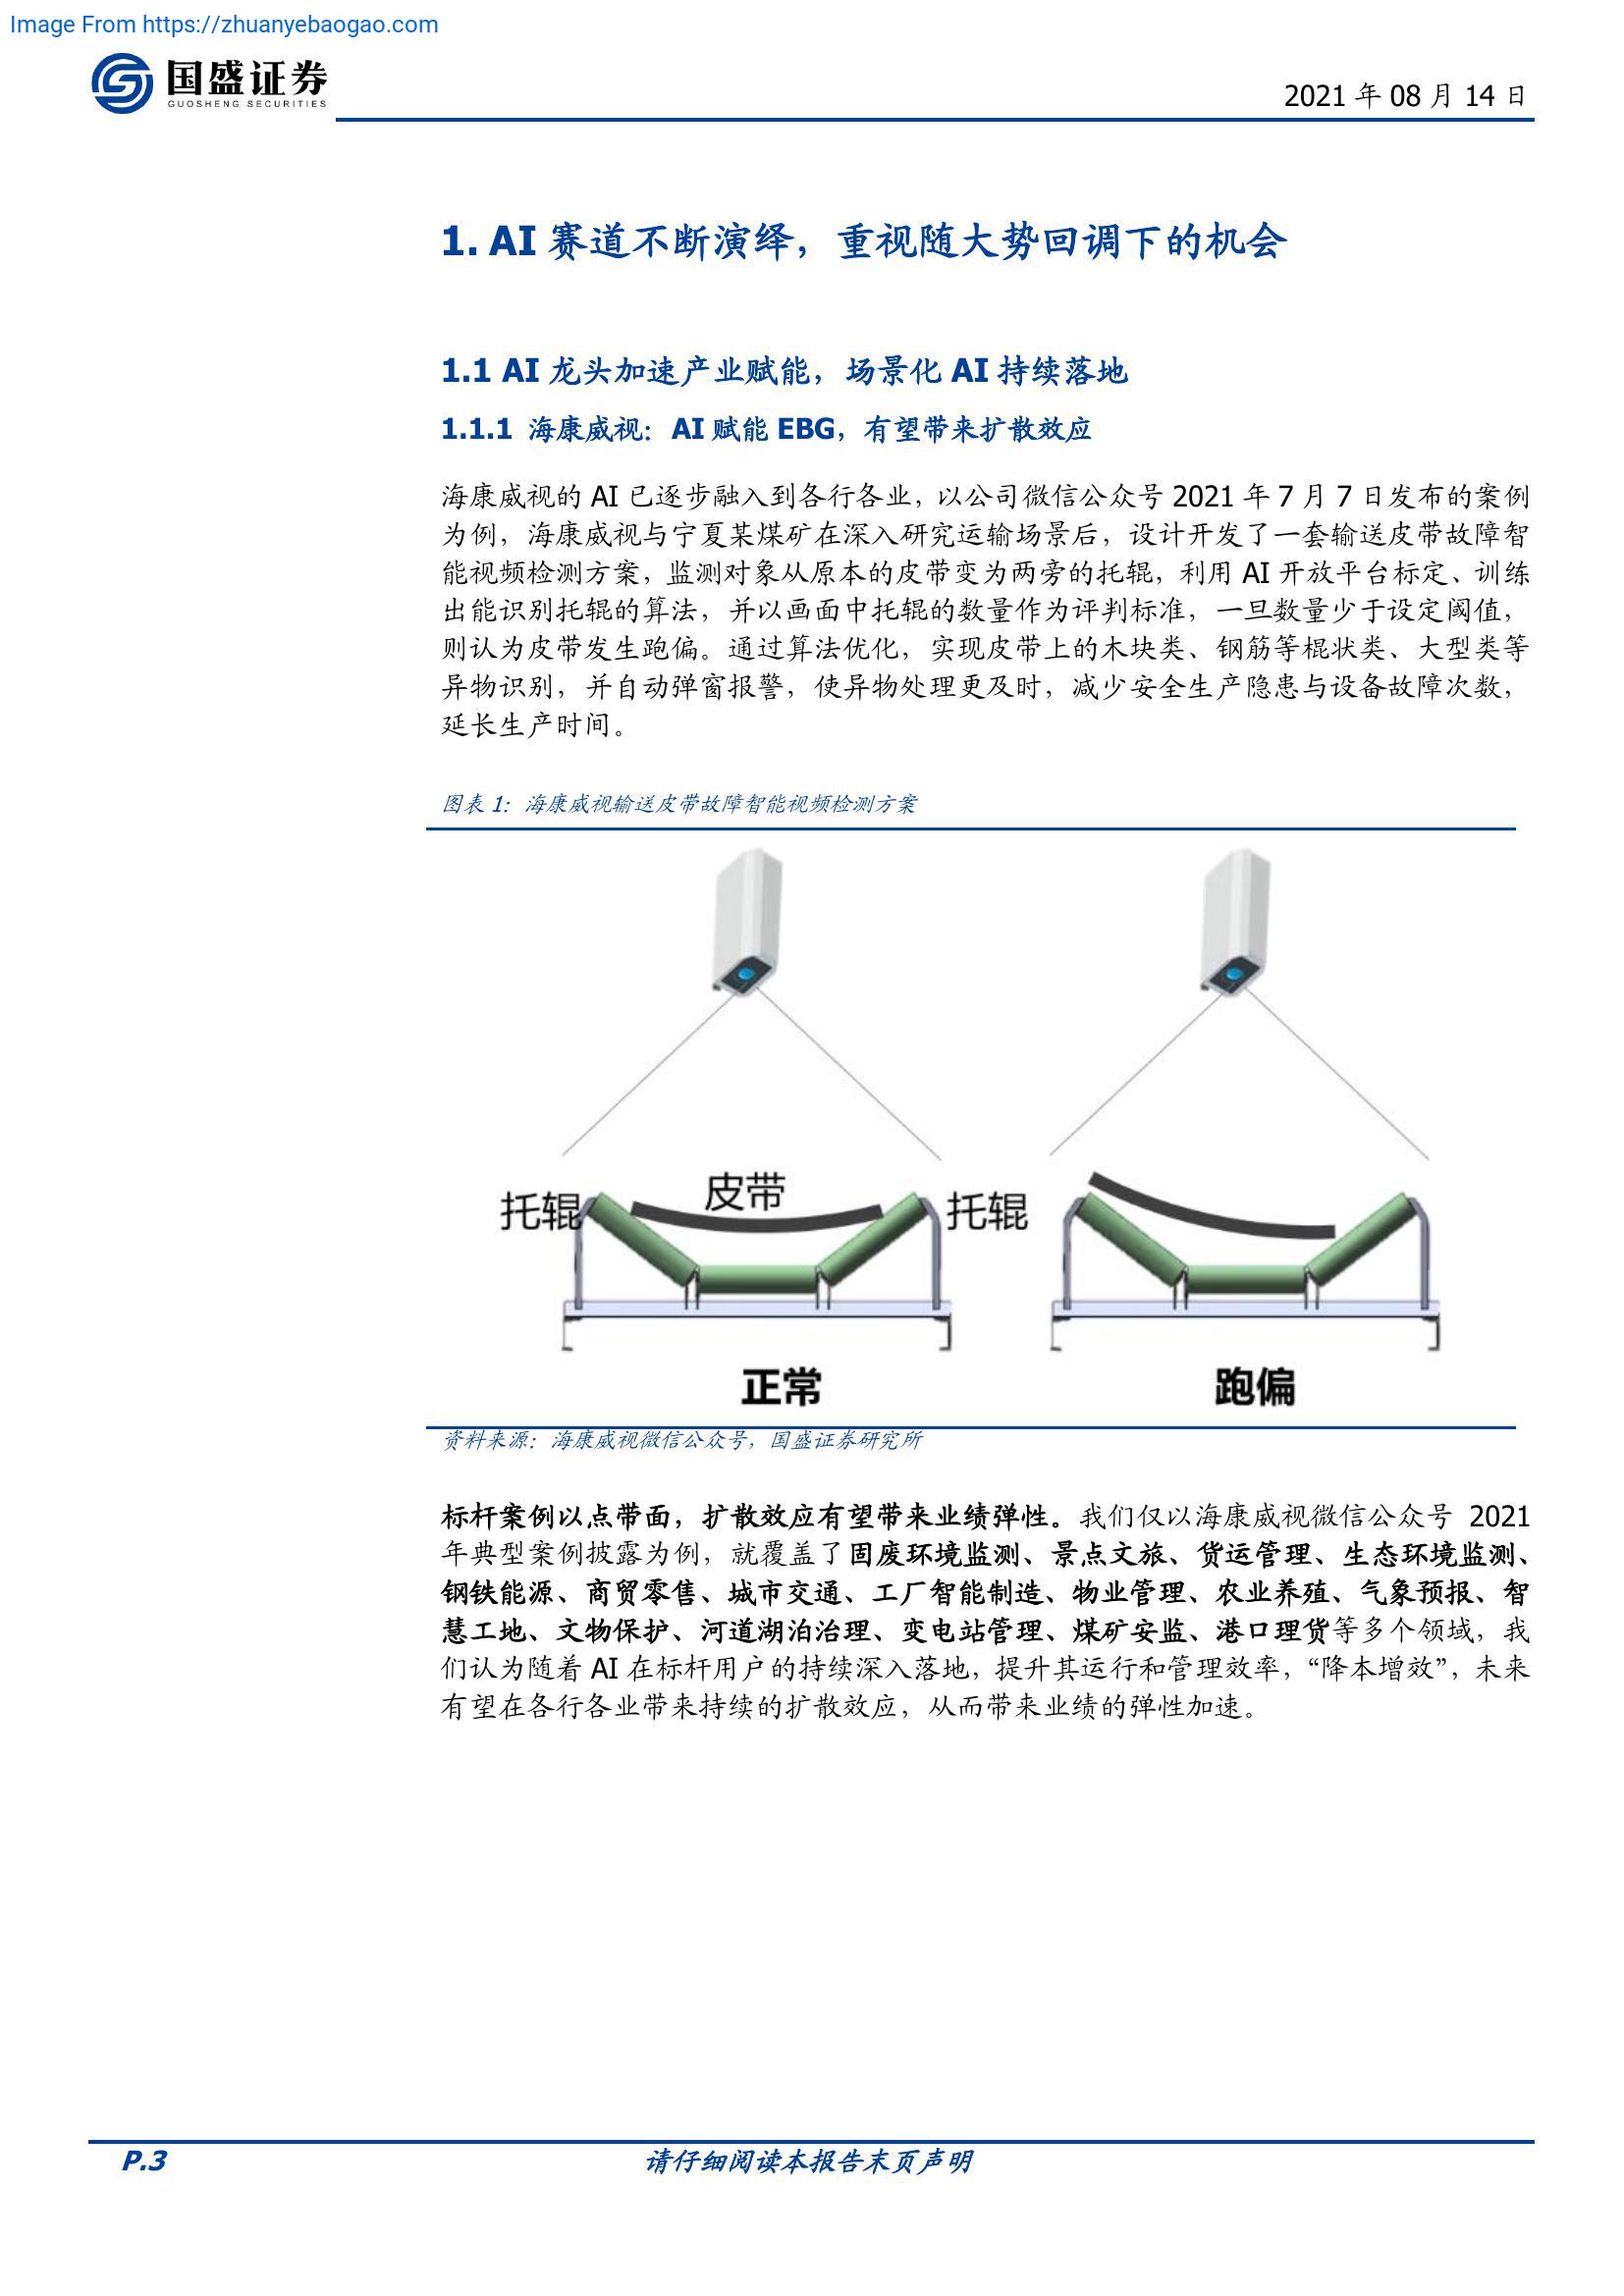 Image From https://zhuanyebaogao.com
国盛证券
GUOSHENG SECURITIES
2021 年 08 月 14 日
1. AI 赛道不断演绎，重视随大势回调下的机会
1.1 AI 龙头加速产业赋能，场景化 AI 持续落地
1.1.1 海康威视：AI 赋能 EBG，有望带来扩散效应
海康威视的 AI 已逐步融入到各行各业，以公司微信公众号 2021 年 7 月 7 日发布的案例
为例，海康威视与宁夏某煤矿在深入研究运输场景后，设计开发了一套输送皮带故障智
能视频检测方案，监测对象从原本的皮带变为两旁的托辊，利用 AI 开放平台标定、训练
出能识别托辊的算法，并以画面中托辊的数量作为评判标准，一旦数量少于设定阈值，
则认为皮带发生跑偏。通过算法优化，实现皮带上的木块类、钢筋等棍状类、大型类等
异物识别，并自动弹窗报警，使异物处理更及时，减少安全生产隐患与设备故障次数，
延长生产时间。
图表 1：海康威视输送皮带故障智能视频检测方案
托辊 皮带 托辊
正常 跑偏
资料来源：海康威视微信公众号，国盛证券研究所
标杆案例以点带面，扩散效应有望带来业绩弹性。我们仅以海康威视微信公众号 2021
年典型案例披露为例，就覆盖了固废环境监测、景点文旅、货运管理、生态环境监测、
钢铁能源、商贸零售、城市交通、工厂智能制造、物业管理、农业养殖、气象预报、智
慧工地、文物保护、河道湖泊治理、变电站管理、煤矿安监、港口理货等多个领域，我
们认为随着 AI 在标杆用户的持续深入落地，提升其运行和管理效率，“降本增效”，未来
有望在各行各业带来持续的扩散效应，从而带来业绩的弹性加速。
P.3 请仔细阅读本报告末页声明